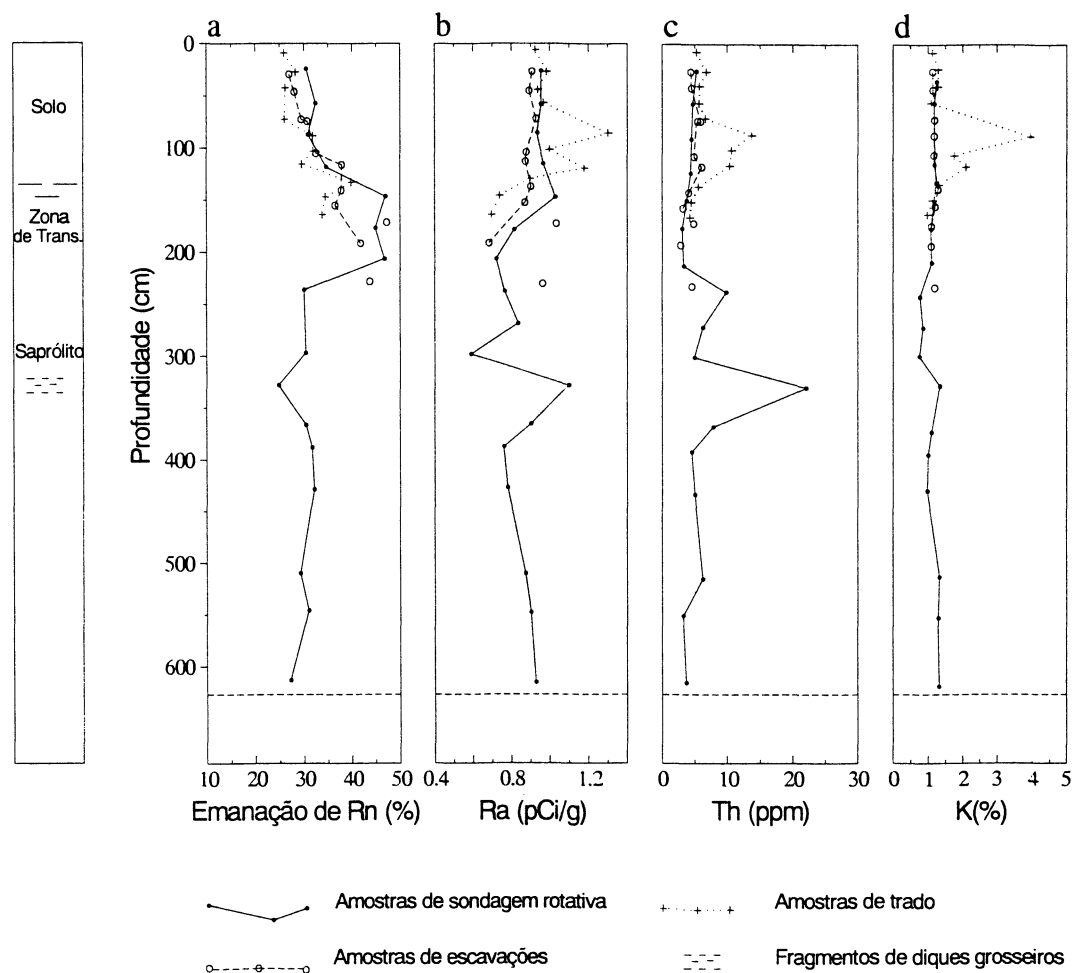 a b c d
0
100
200
300
400
500
600
Profundidade (cm)
Solo
Zona
de Trans.
Saprólito
10 20 30 40 50
Emanação de Rn (%)
0.4 0.8 1.2
Ra (pCi/g)
0 10 20 30
Th (ppm)
0 1 2 3 4 5
K(%)
Amostras de sondagem rotativa
Amostras de trado
Amostras de escavações
Fragmentos de diques grosseiros